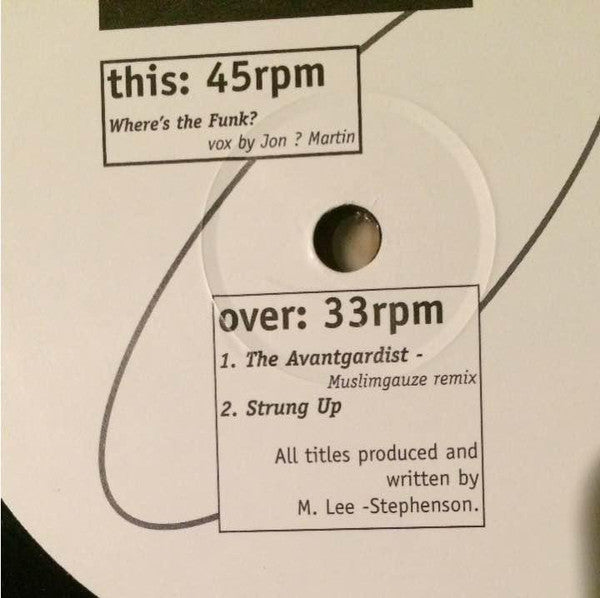 this: 45rpm
Where's the Funk?
vox by Jon ? Martin
over: 33rpm
1. The Avantgardist -
Muslimgauze remix
2. Strung Up
All titles produced and
written by
M. Lee -Stephenson.